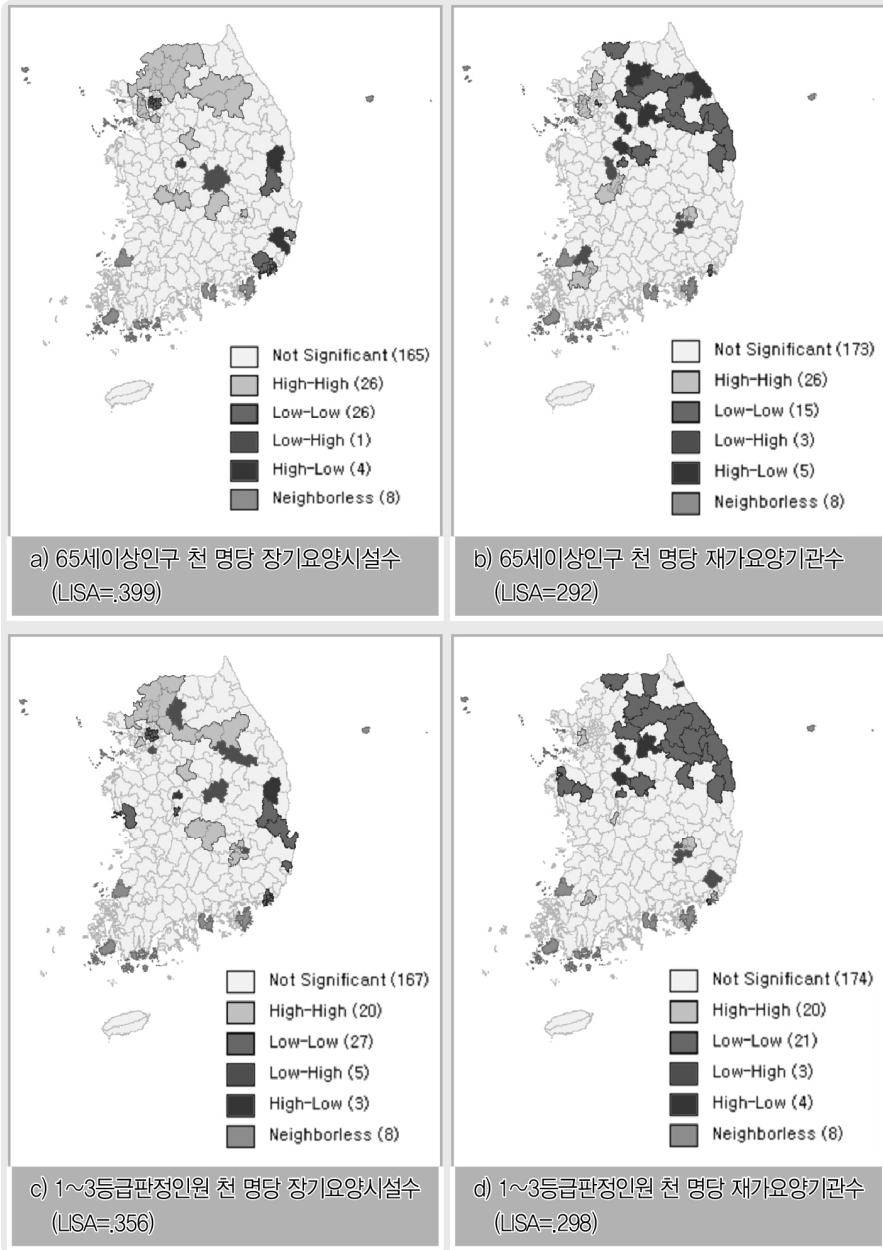 Not Significant (165)
High-High (26)
Low-Low (26)
Low-High (1)
High-Low (4)
Neighborless (8)
a) 65세이상인구 천 명당 장기요양시설수
(LISA=.399)
Not Significant (173)
High-High (26)
Low-Low (15)
Low-High (3)
High-Low (5)
Neighborless (8)
b) 65세이상인구 천 명당 재가요양기관수
(LISA=292)
Not Significant (167)
High-High (20)
Low-Low (27)
Low-High (5)
High-Low (3)
Neighborless (8)
c) 1~3등급판정인원 천 명당 장기요양시설수
(LISA=.356)
Not Significant (174)
High-High (20)
Low-Low (21)
Low-High (3)
High-Low (4)
Neighborless (8)
d) 1~3등급판정인원 천 명당 재가요양기관수
(LISA=.298)